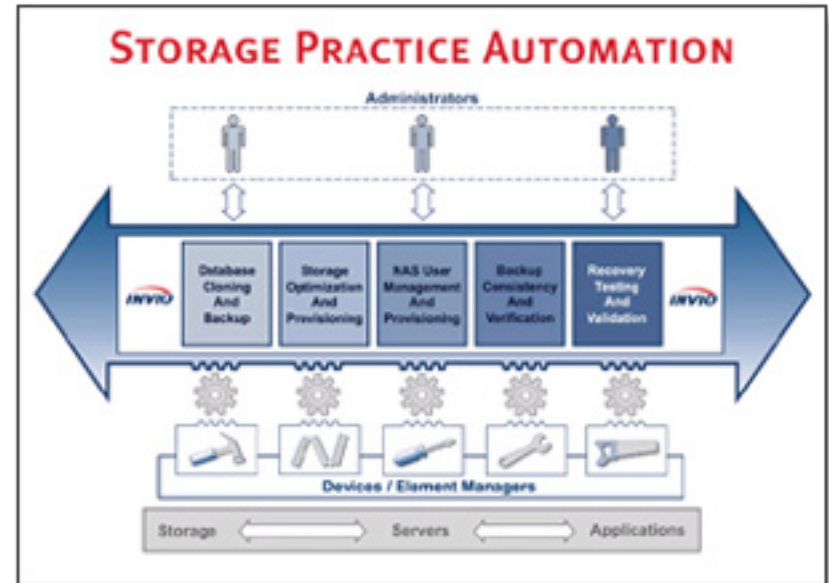 STORAGE PRACTICE AUTOMATION
Administrators
INVIO
Database
Cloning
And
Backup
Storage
Optimization
And
Provisioning
NAS User
Management
And
Provisioning
Backup
Consistency
And
Verification
Recovery
Testing
And
Validation
INVIO
Devices / Element Managers
Storage
Servers
Applications